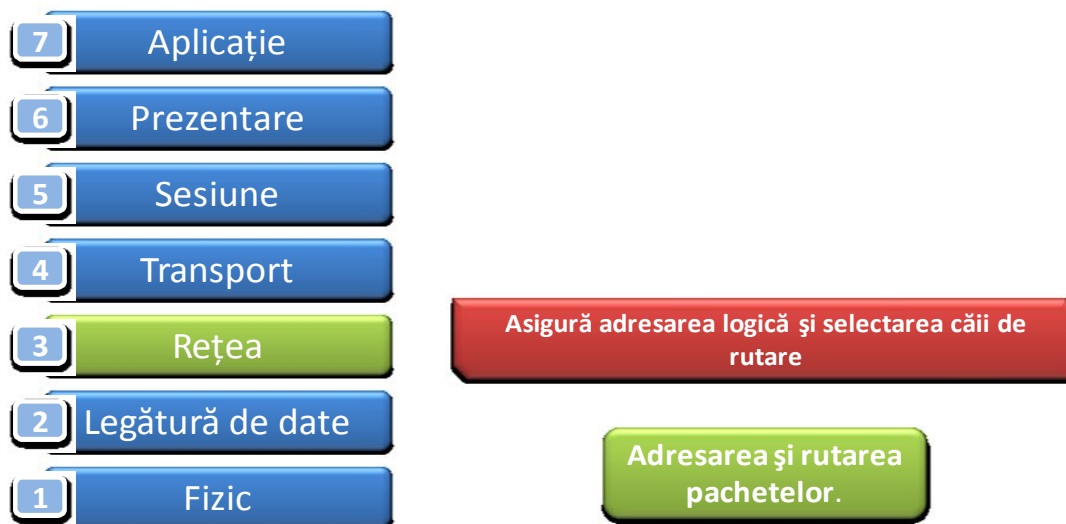 7 Aplicație
6 Prezentare
5 Sesiune
4 Transport
3 Rețea
Asigură adresarea logică şi selectarea căii de
rutare
2 Legătură de date
Adresarea şi rutarea
pachetelor.
1 Fizic